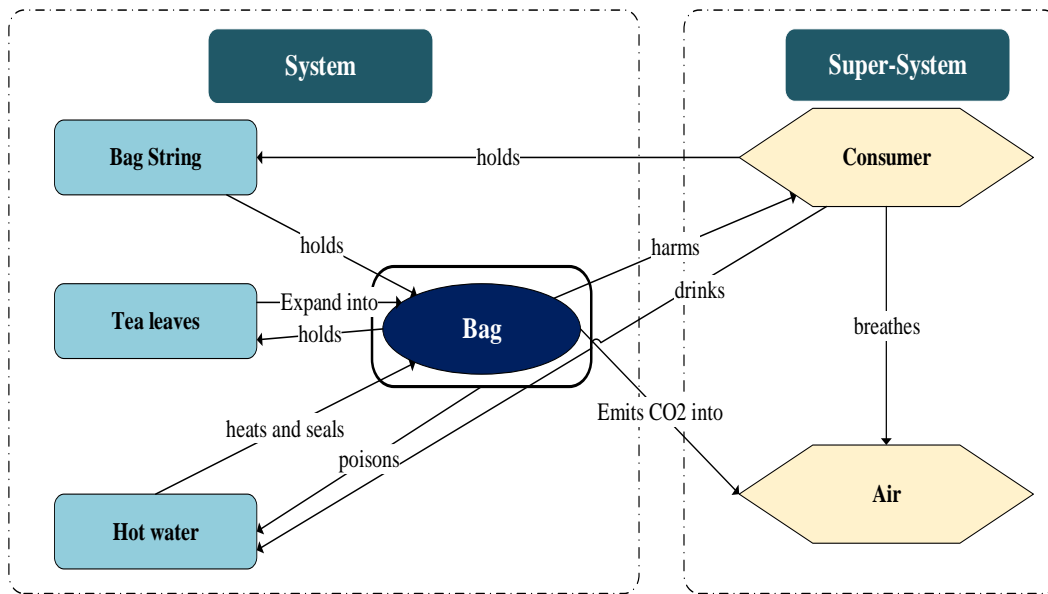 System
Super-System
Bag String
holds
Consumer
holds
harms
Tea leaves
Expand into
drinks
holds
Bag
breathes
Emits CO2 into
heats and seals
poisons
Hot water
Air